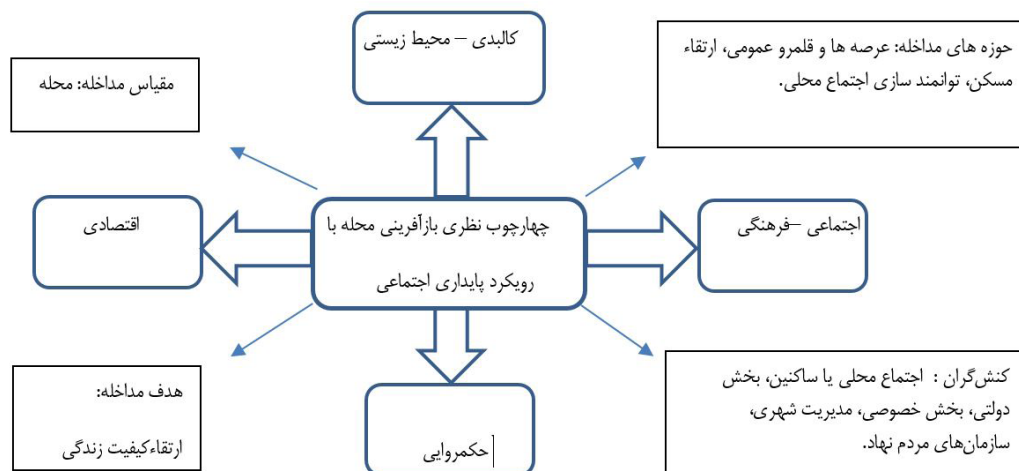 کالبدی – محیط زیستی
حوزه های مداخله: عرصه ها و قلمرو عمومی، ارتقاء
مسکن، توانمند سازی اجتماع محلی.
مقیاس مداخله: محله
چهارچوب نظری بازآفرینی محله با
رویکرد پایداری اجتماعی
اجتماعی –فرهنگی
اقتصادی
کنش‌گران : اجتماع محلی یا ساکنین، بخش
دولتی، بخش خصوصی، مدیریت شهری،
سازمان‌های مردم نهاد.
حکمروایی
هدف مداخله:
ارتقاءکیفیت زندگی